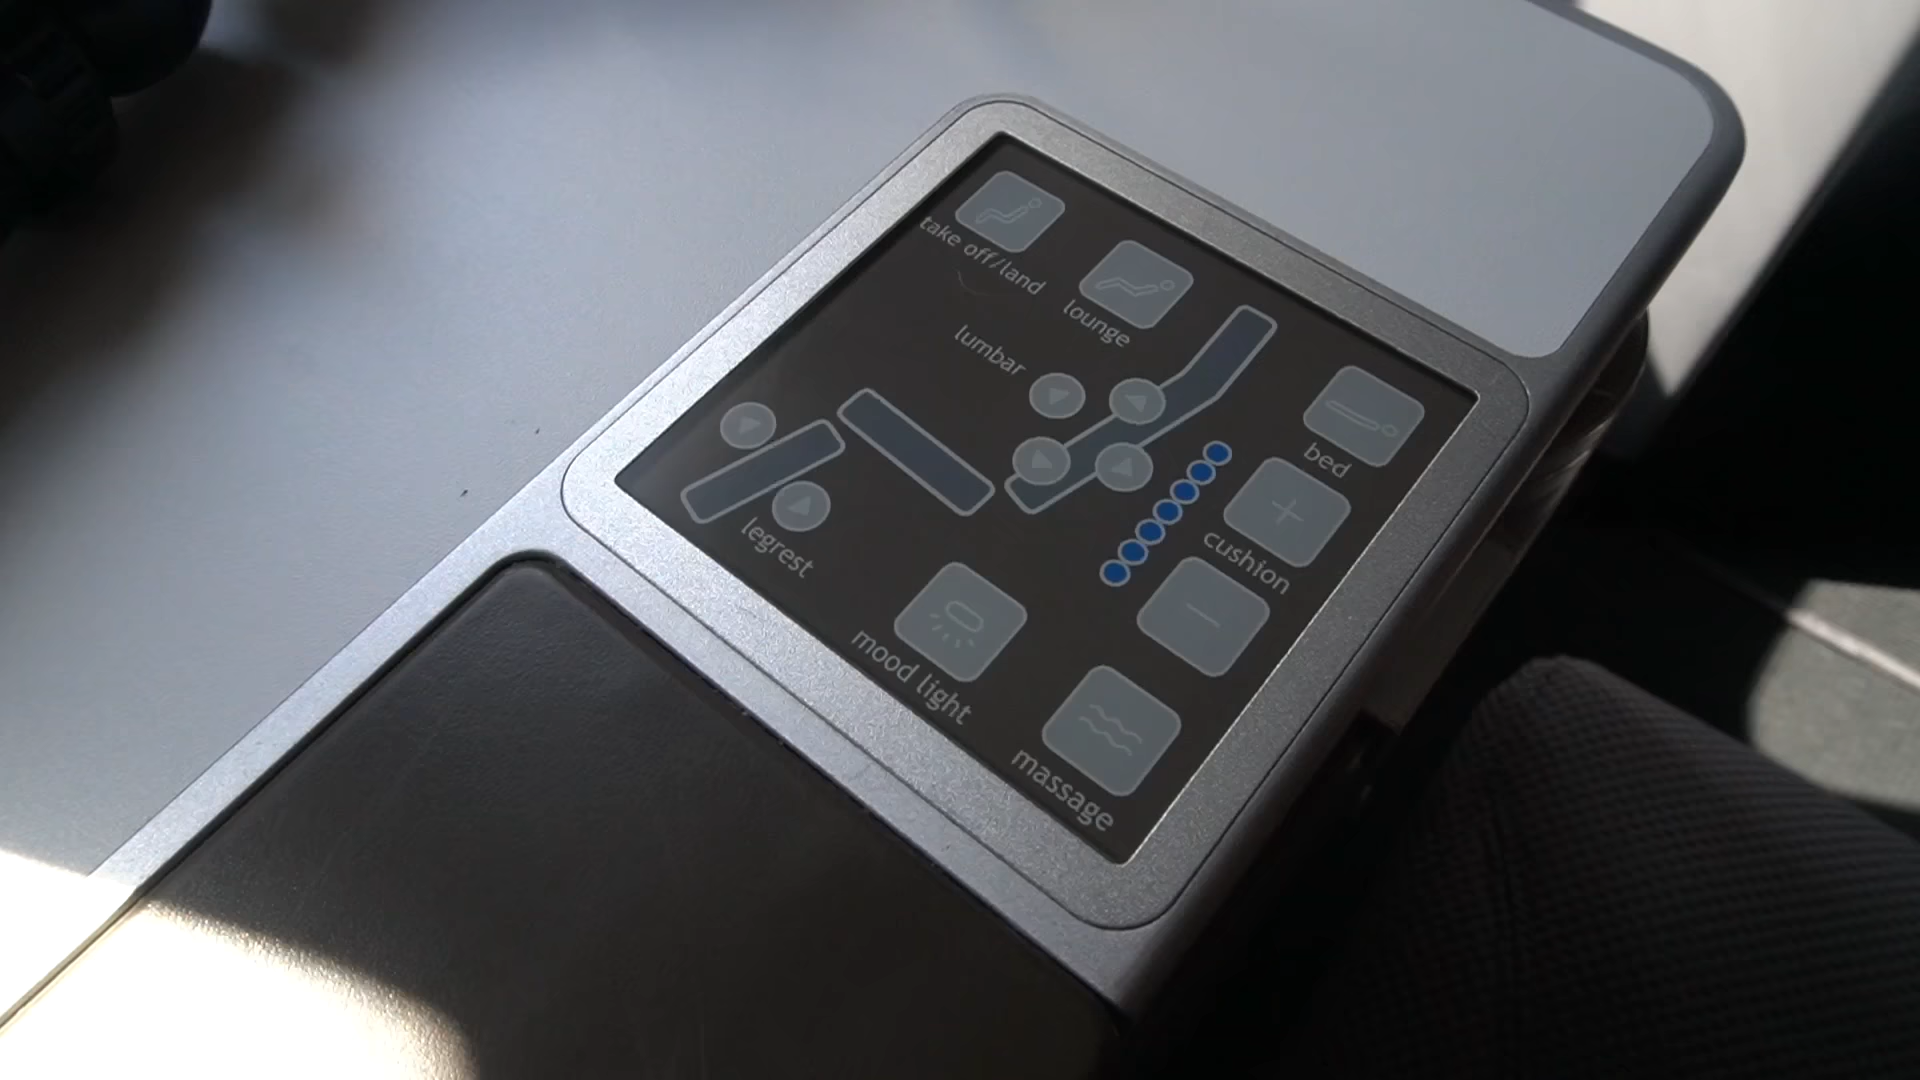 take off/land
lounge
lumbar
bed
cushion
legrest
mood light
massage